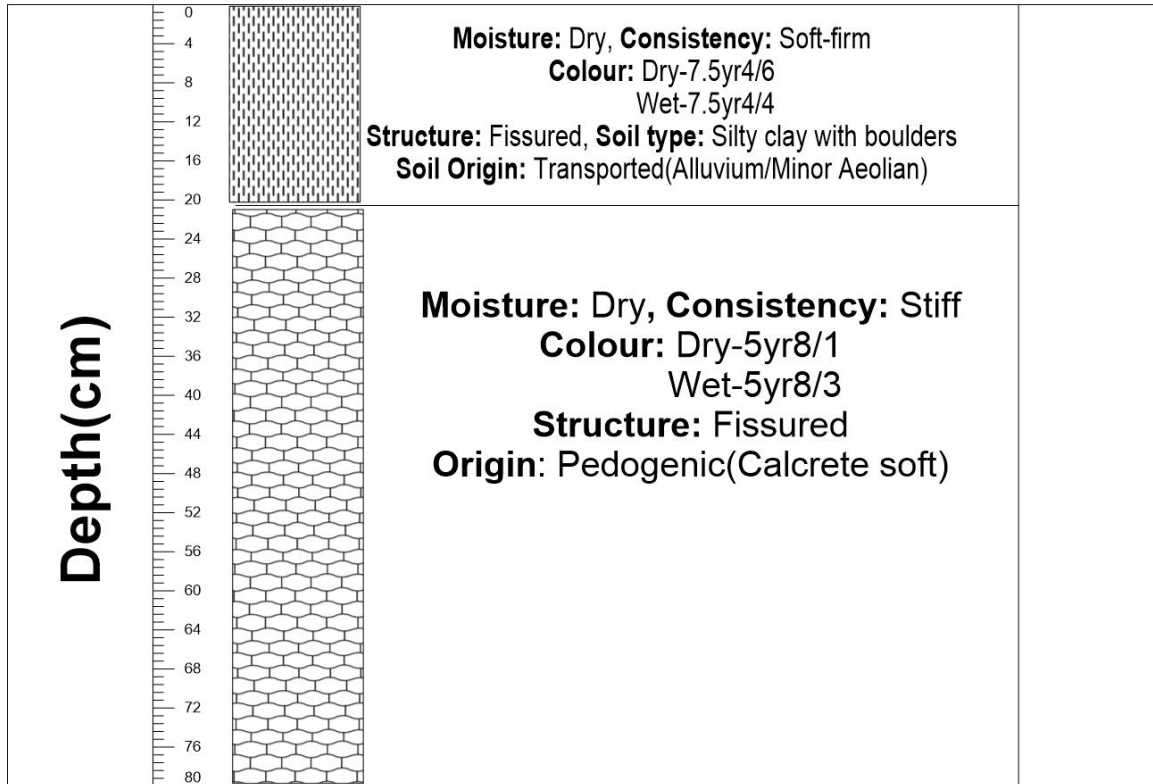 Depth(cm)
0
4
8
12
16
20
24
28
32
36
40
44
48
52
56
60
64
68
72
76
80
Moisture: Dry, Consistency: Soft-firm
Colour: Dry-7.5yr4/6
Wet-7.5yr4/4
Structure: Fissured, Soil type: Silty clay with boulders
Soil Origin: Transported(Alluvium/Minor Aeolian)
Moisture: Dry, Consistency: Stiff
Colour: Dry-5yr8/1
Wet-5yr8/3
Structure: Fissured
Origin: Pedogenic(Calcrete soft)